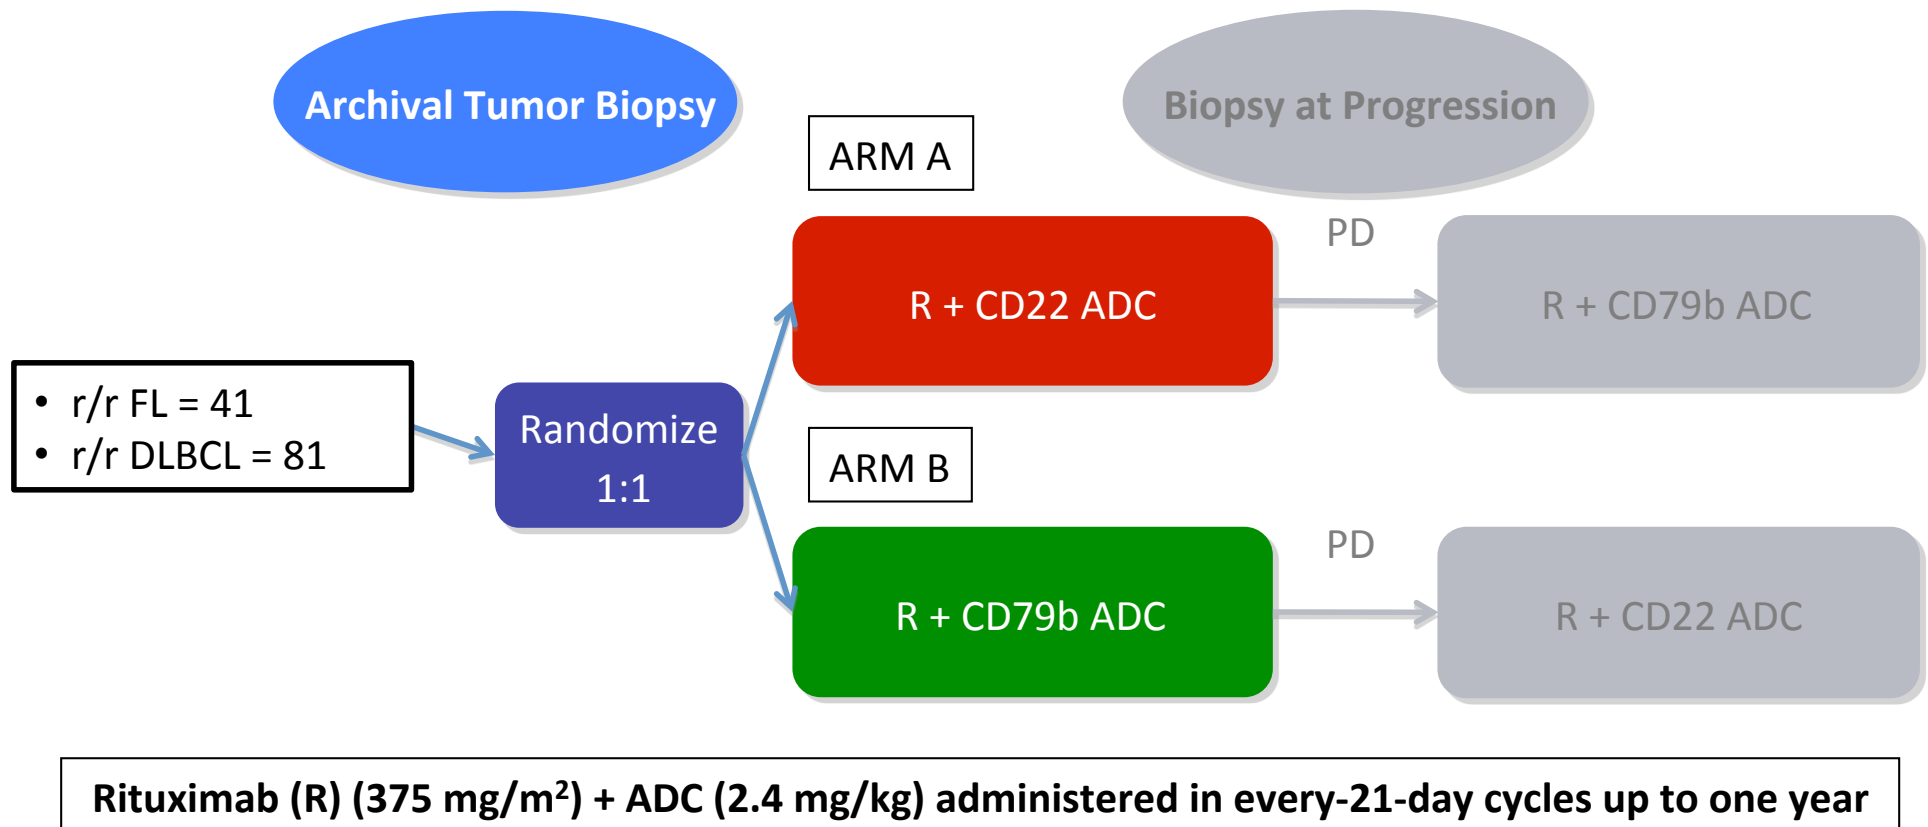 Archival Tumor Biopsy
Biopsy at Progression
ARM A
R + CD22 ADC
PD
R + CD79b ADC
• r/r FL = 41
• r/r DLBCL = 81
Randomize
1:1
ARM B
R + CD79b ADC
PD
R + CD22 ADC
Rituximab (R) (375 mg/m²) + ADC (2.4 mg/kg) administered in every-21-day cycles up to one year